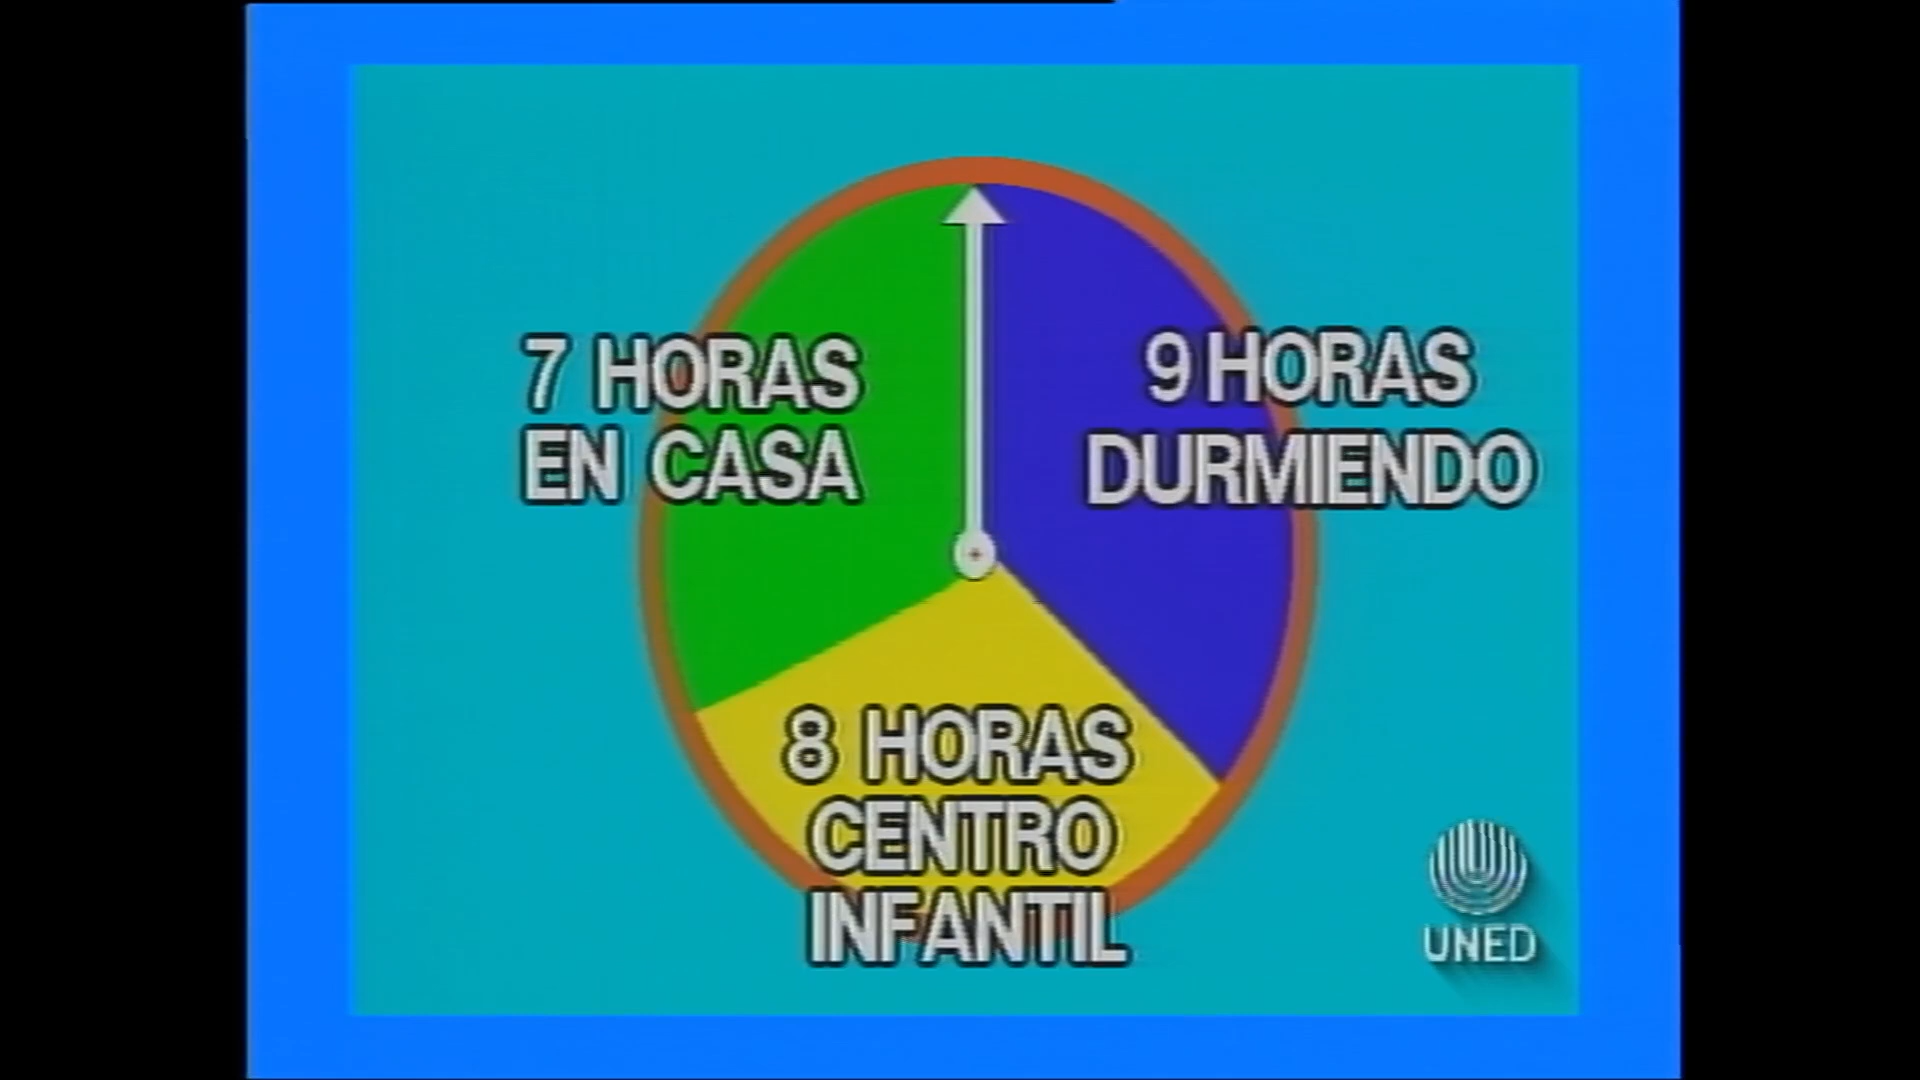 7 HORAS
EN CASA
9 HORAS
DURMIENDO
8 HORAS
CENTRO
INFANTIL
UNED